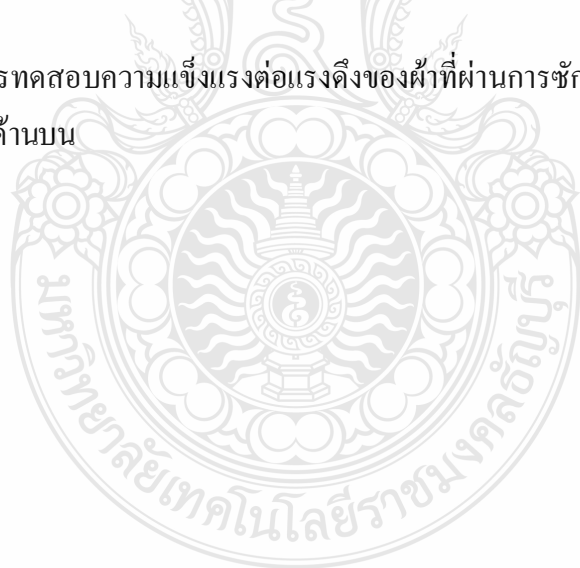 รทดสอบความแข็งแรงต่อแรงดึงของผ้าที่ผ่านการซัก
ด้านบน
มหาวิทยาลัยเทคโนโลยีราชมงคลธัญบุรี